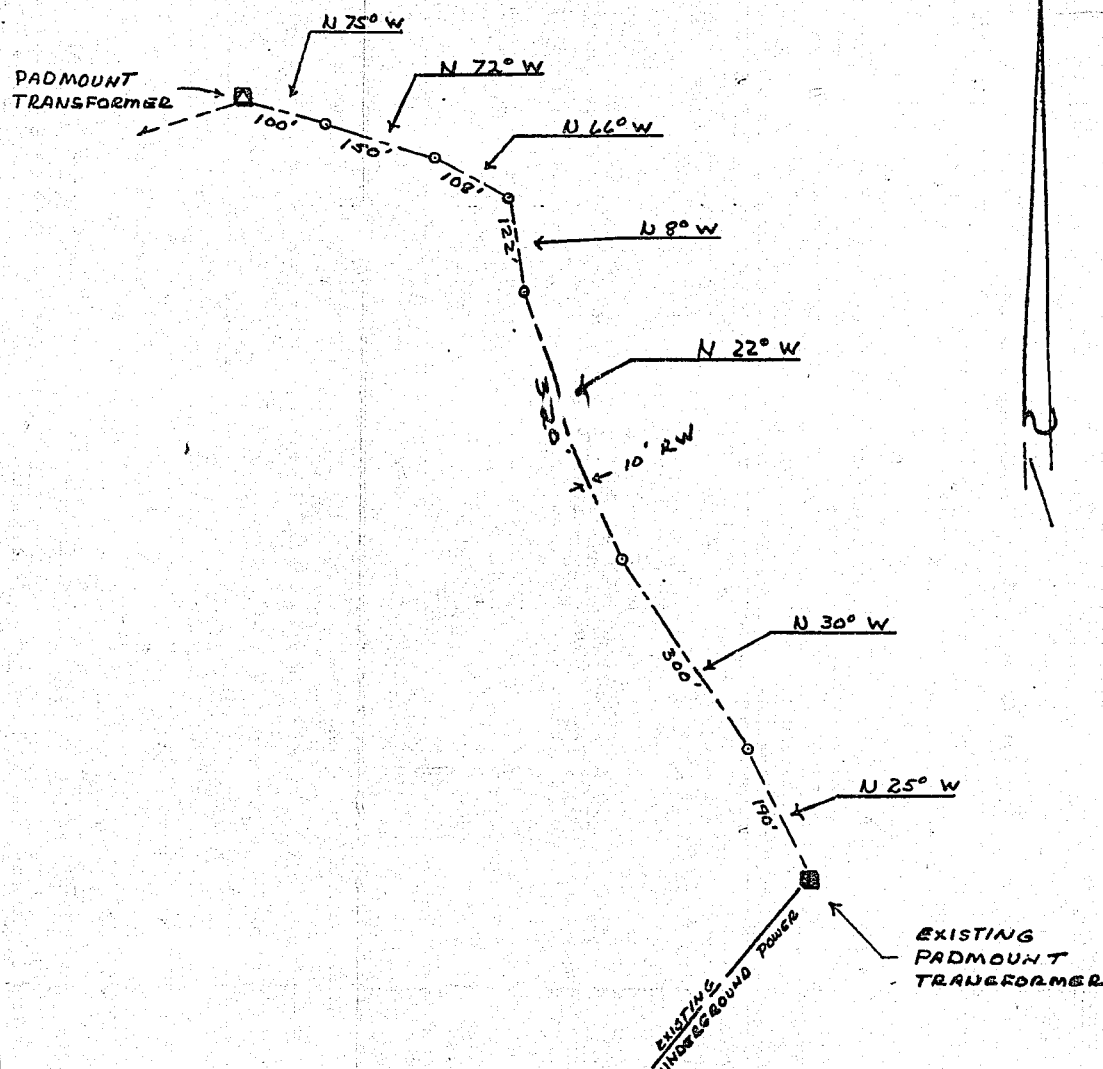 N 75° W
PADMOUNT
TRANSFORMER
N 72° W
100'
150'
N 66° W
108'
N 8° W
122'
N 22° W
320'
10' RW
N
N 30° W
300'
N 25° W
190'
EXISTING
PADMOUNT
TRANSFORMER
EXISTING
UNDERGROUND POWER